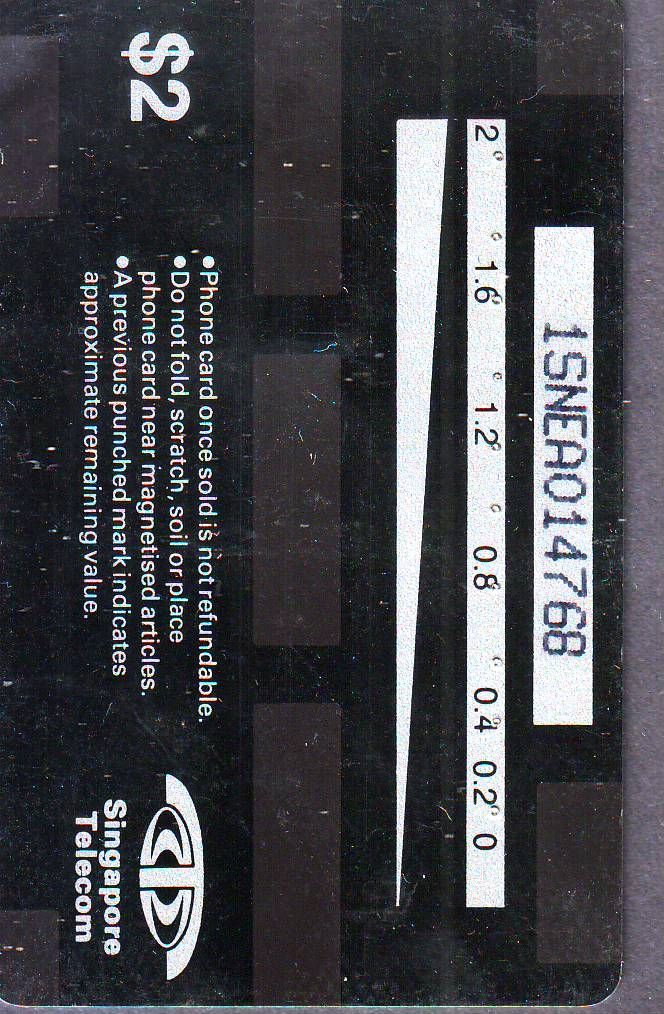 1SNEA014768
2 1.6 1.2 0.8 0.4 0.2 0
$2
•Phone card once sold is not refundable.
•Do not fold, scratch, soil or place
phone card near magnetised articles.
•A previous punched mark indicates
approximate remaining value.
Singapore
Telecom